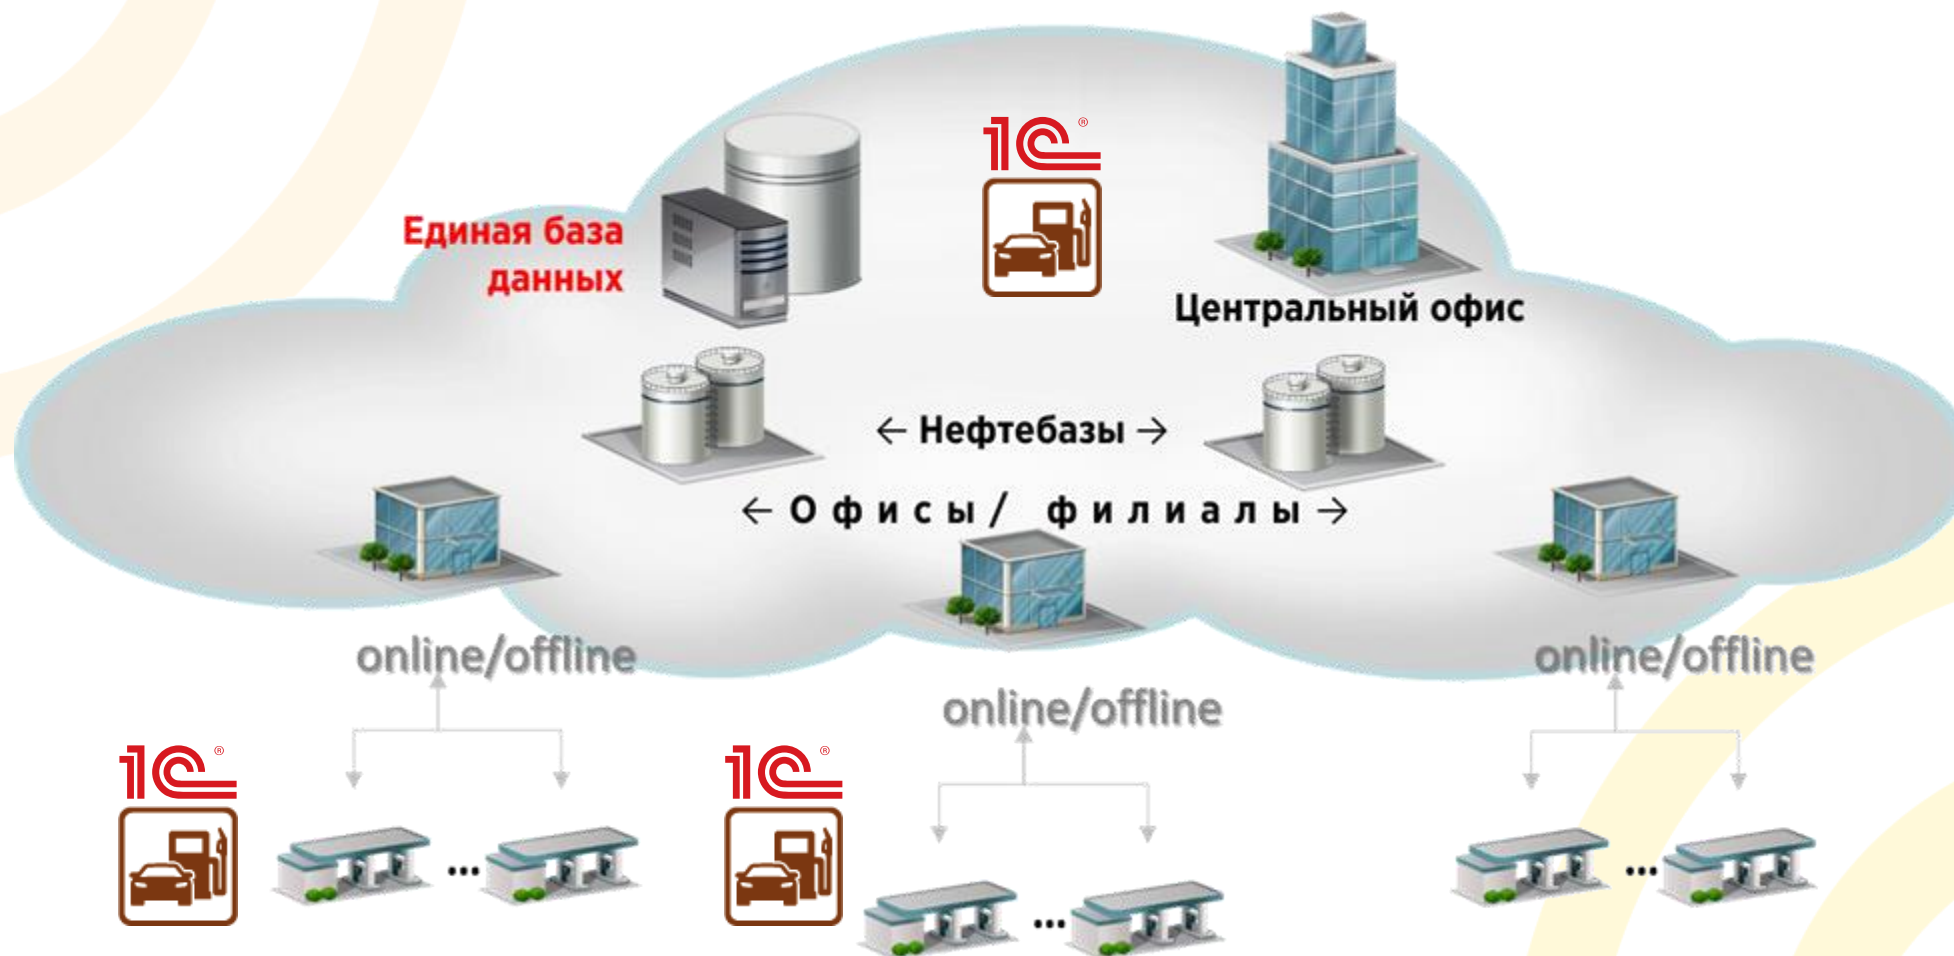 1С®
Единая база
данных
Центральный офис
← Нефтебазы →
← Офисы/ филиалы →
online/offline
online/offline
online/offline
1С®
1С®
...
...
...